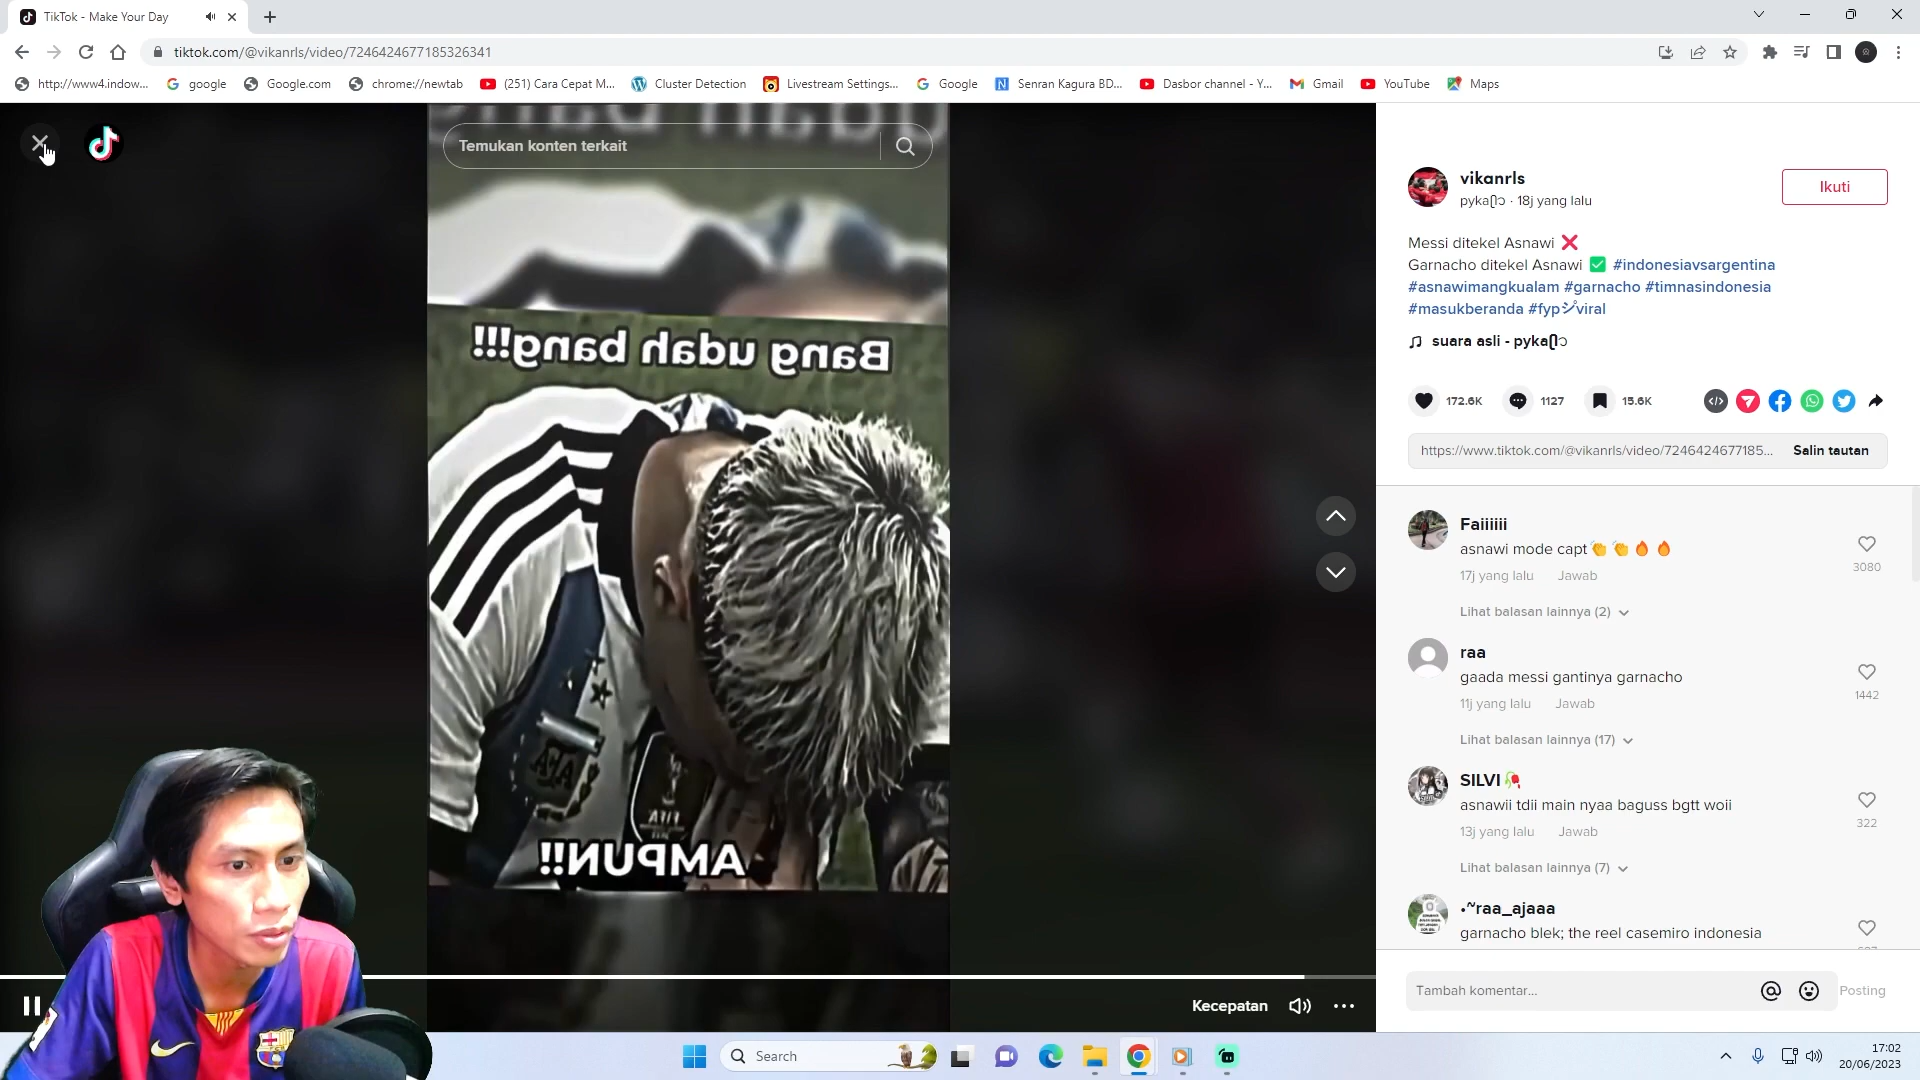 TikTok - Make Your Day
tiktok.com/@vikanrls/video/7246424677185326341
http://www4.indow...
google
Google.com
chrome://newtab
(251) Cara Cepat M...
Cluster Detection
Livestream Settings...
Google
Senran Kagura BD...
Dasbor channel - Y...
Gmail
YouTube
Maps
Temukan konten terkait
Bang udah bang!!!
AFA
FIFA
AMPUN!!
Kecepatan
vikanrls
· 18j yang lalu
Ikuti
Messi ditekel Asnawi ❌
Garnacho ditekel Asnawi ✅ #indonesiavsargentina
#asnawimangkualam #garnacho #timnasindonesia
#masukberanda #fypシ゚viral
suara asli -
172.6K
1127
15.6K
https://www.tiktok.com/@vikanrls/video/7246424677185...
Salin tautan
Faiiiiii
asnawi mode capt👏👏🔥🔥
17j yang lalu Jawab
3080
Lihat balasan lainnya (2)
raa
gaada messi gantinya garnacho
11j yang lalu Jawab
1442
Lihat balasan lainnya (17)
SILVI🥀
asnawii tdii main nyaa baguss bgtt woii
13j yang lalu Jawab
322
Lihat balasan lainnya (7)
•~raa_ajaaa
garnacho blek; the reel casemiro indonesia
Tambah komentar...
Posting
Search
17:02
20/06/2023